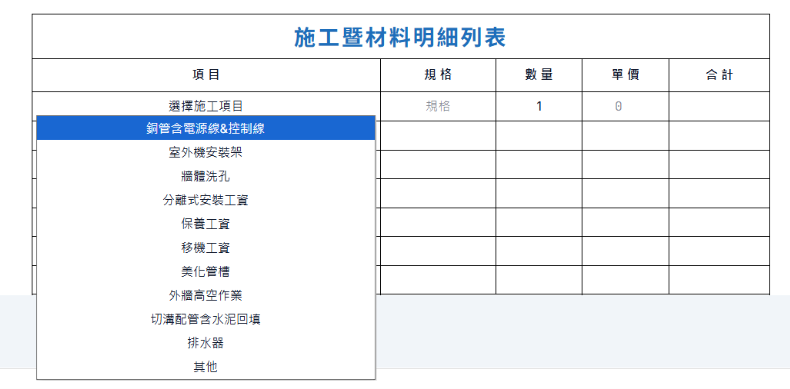 施工暨材料明細列表
項目 規格 數量 單價 合計
選擇施工項目 規格 1 0
銅管含電源線&控制線
室外機安裝架
牆體洗孔
分離式安裝工資
保養工資
移機工資
美化管槽
外牆高空作業
切溝配管含水泥回填
排水器
其他